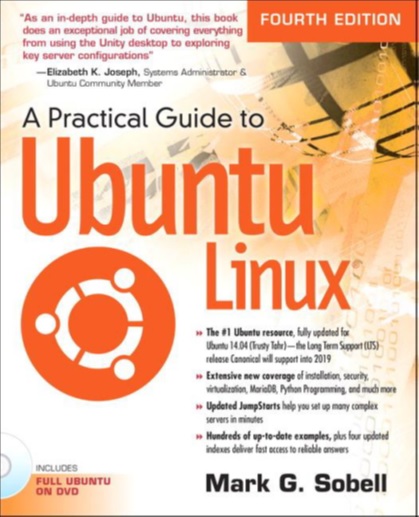 "As an in-depth guide to Ubuntu, this book
does an exceptional job of covering everything
from using the Unity desktop to exploring
key server configurations"
—Elizabeth K. Joseph, Systems Administrator &
Ubuntu Community Member
FOURTH EDITION
A Practical Guide to
Ubuntu
Linux
» The #1 Ubuntu resource, fully updated for
Ubuntu 14.04 (Trusty Tahr)—the Long Term Support (LTS)
release Canonical will support into 2019
» Extensive new coverage of installation, security,
virtualization, MariaDB, Python Programming, and much more
» Updated JumpStarts help you set up many complex
servers in minutes
» Hundreds of up-to-date examples, plus four updated
indexes deliver fast access to reliable answers
INCLUDES
FULL UBUNTU
ON DVD
Mark G. Sobell